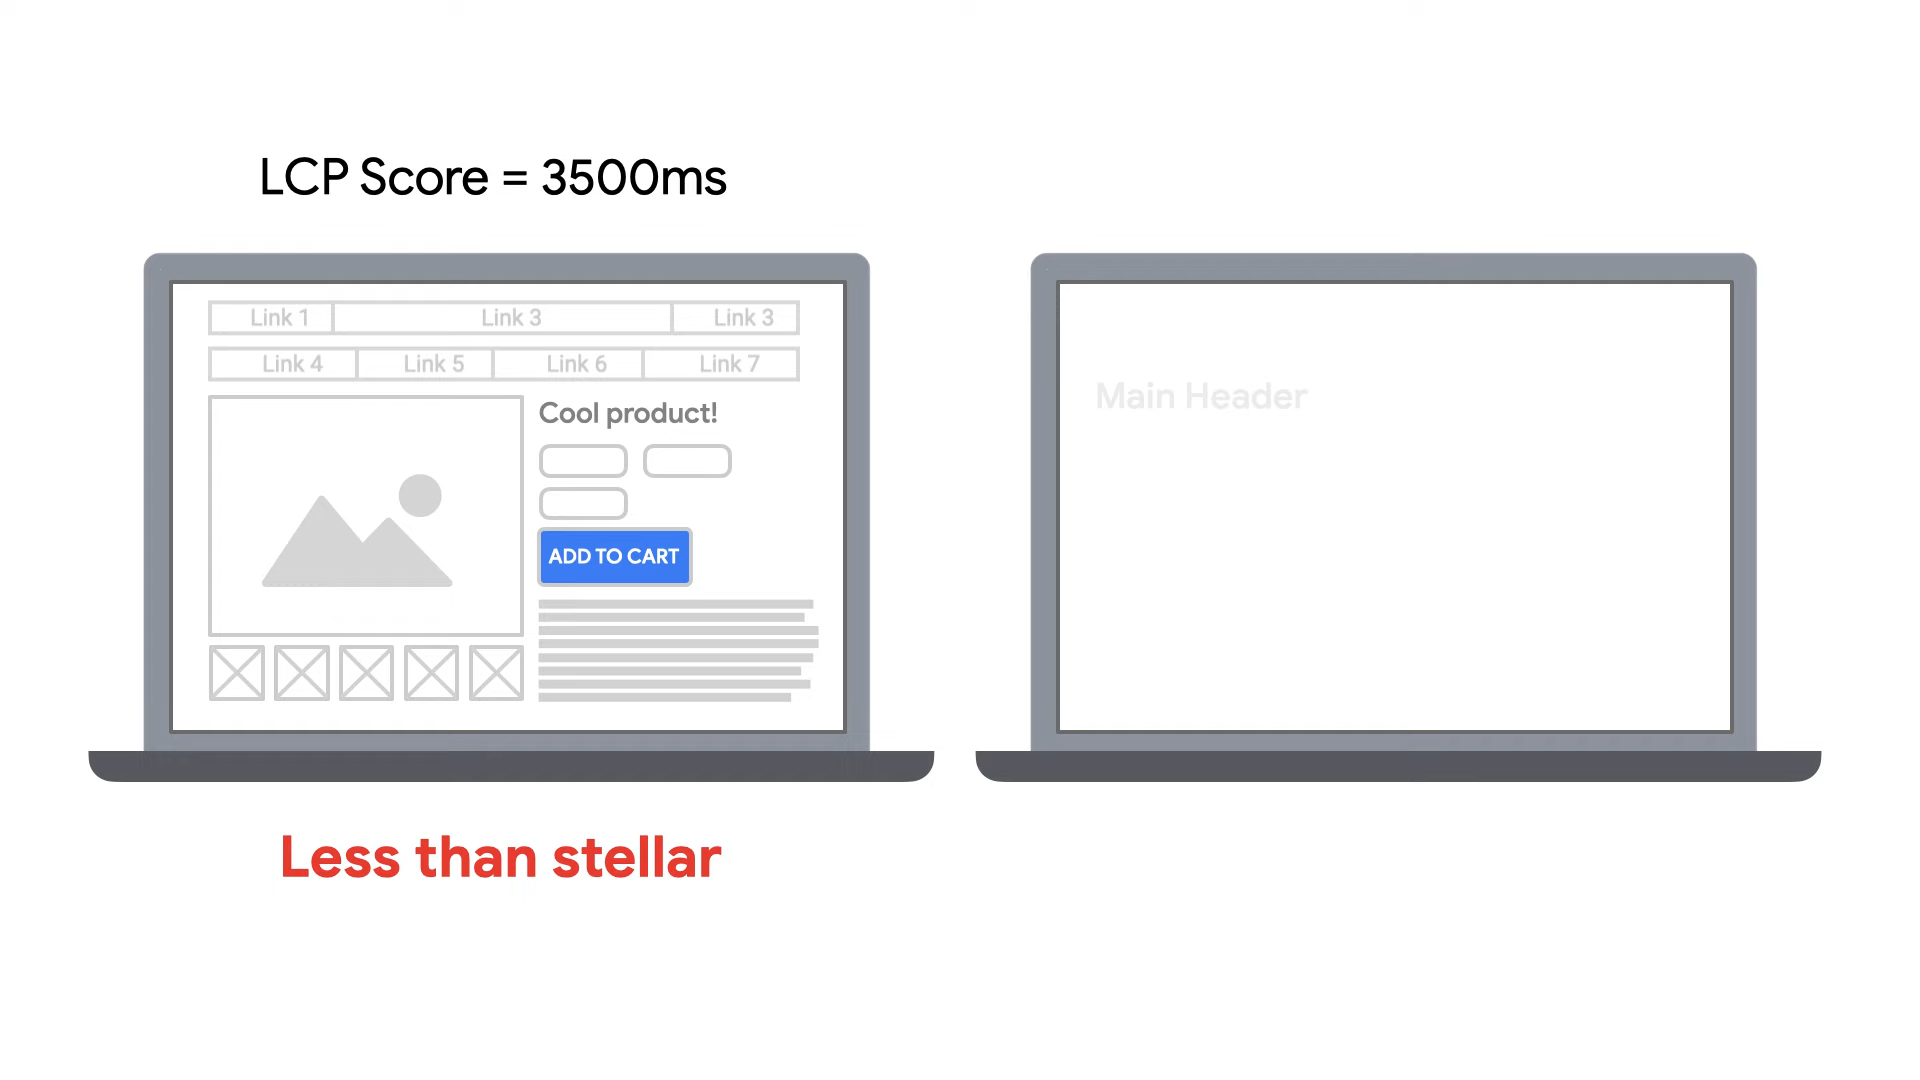 LCP Score = 3500ms
Link 1 Link 3 Link 3
Link 4 Link 5 Link 6 Link 7
Cool product!
ADD TO CART
Main Header
Less than stellar